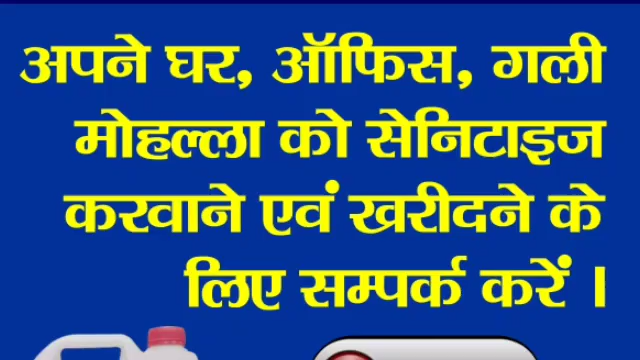 अपने घर, ऑफिस, गली
मोहल्ला को सेनिटाइज
करवाने एवं खरीदने के
लिए सम्पर्क करें ।